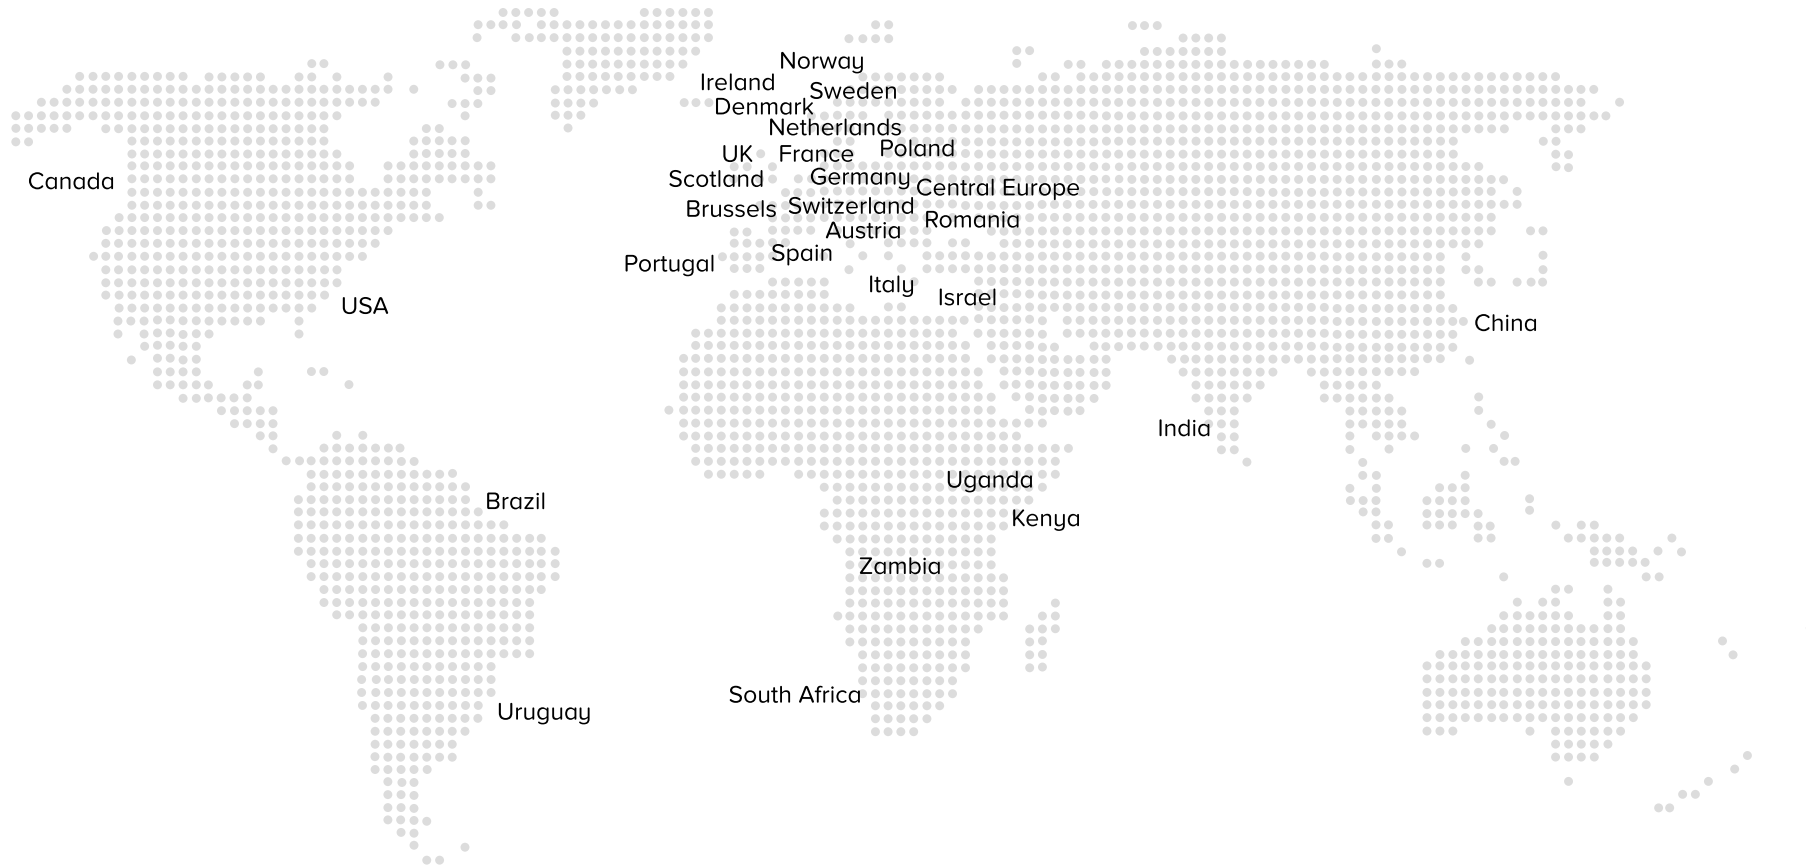 Norway
Ireland
Sweden
Denmark
Netherlands
Poland
UK
France
Canada
Scotland
Germany
Central Europe
Brussels
Switzerland
Romania
Austria
Spain
Portugal
Italy
Israel
USA
China
India
Uganda
Brazil
Kenya
Zambia
South Africa
Uruguay